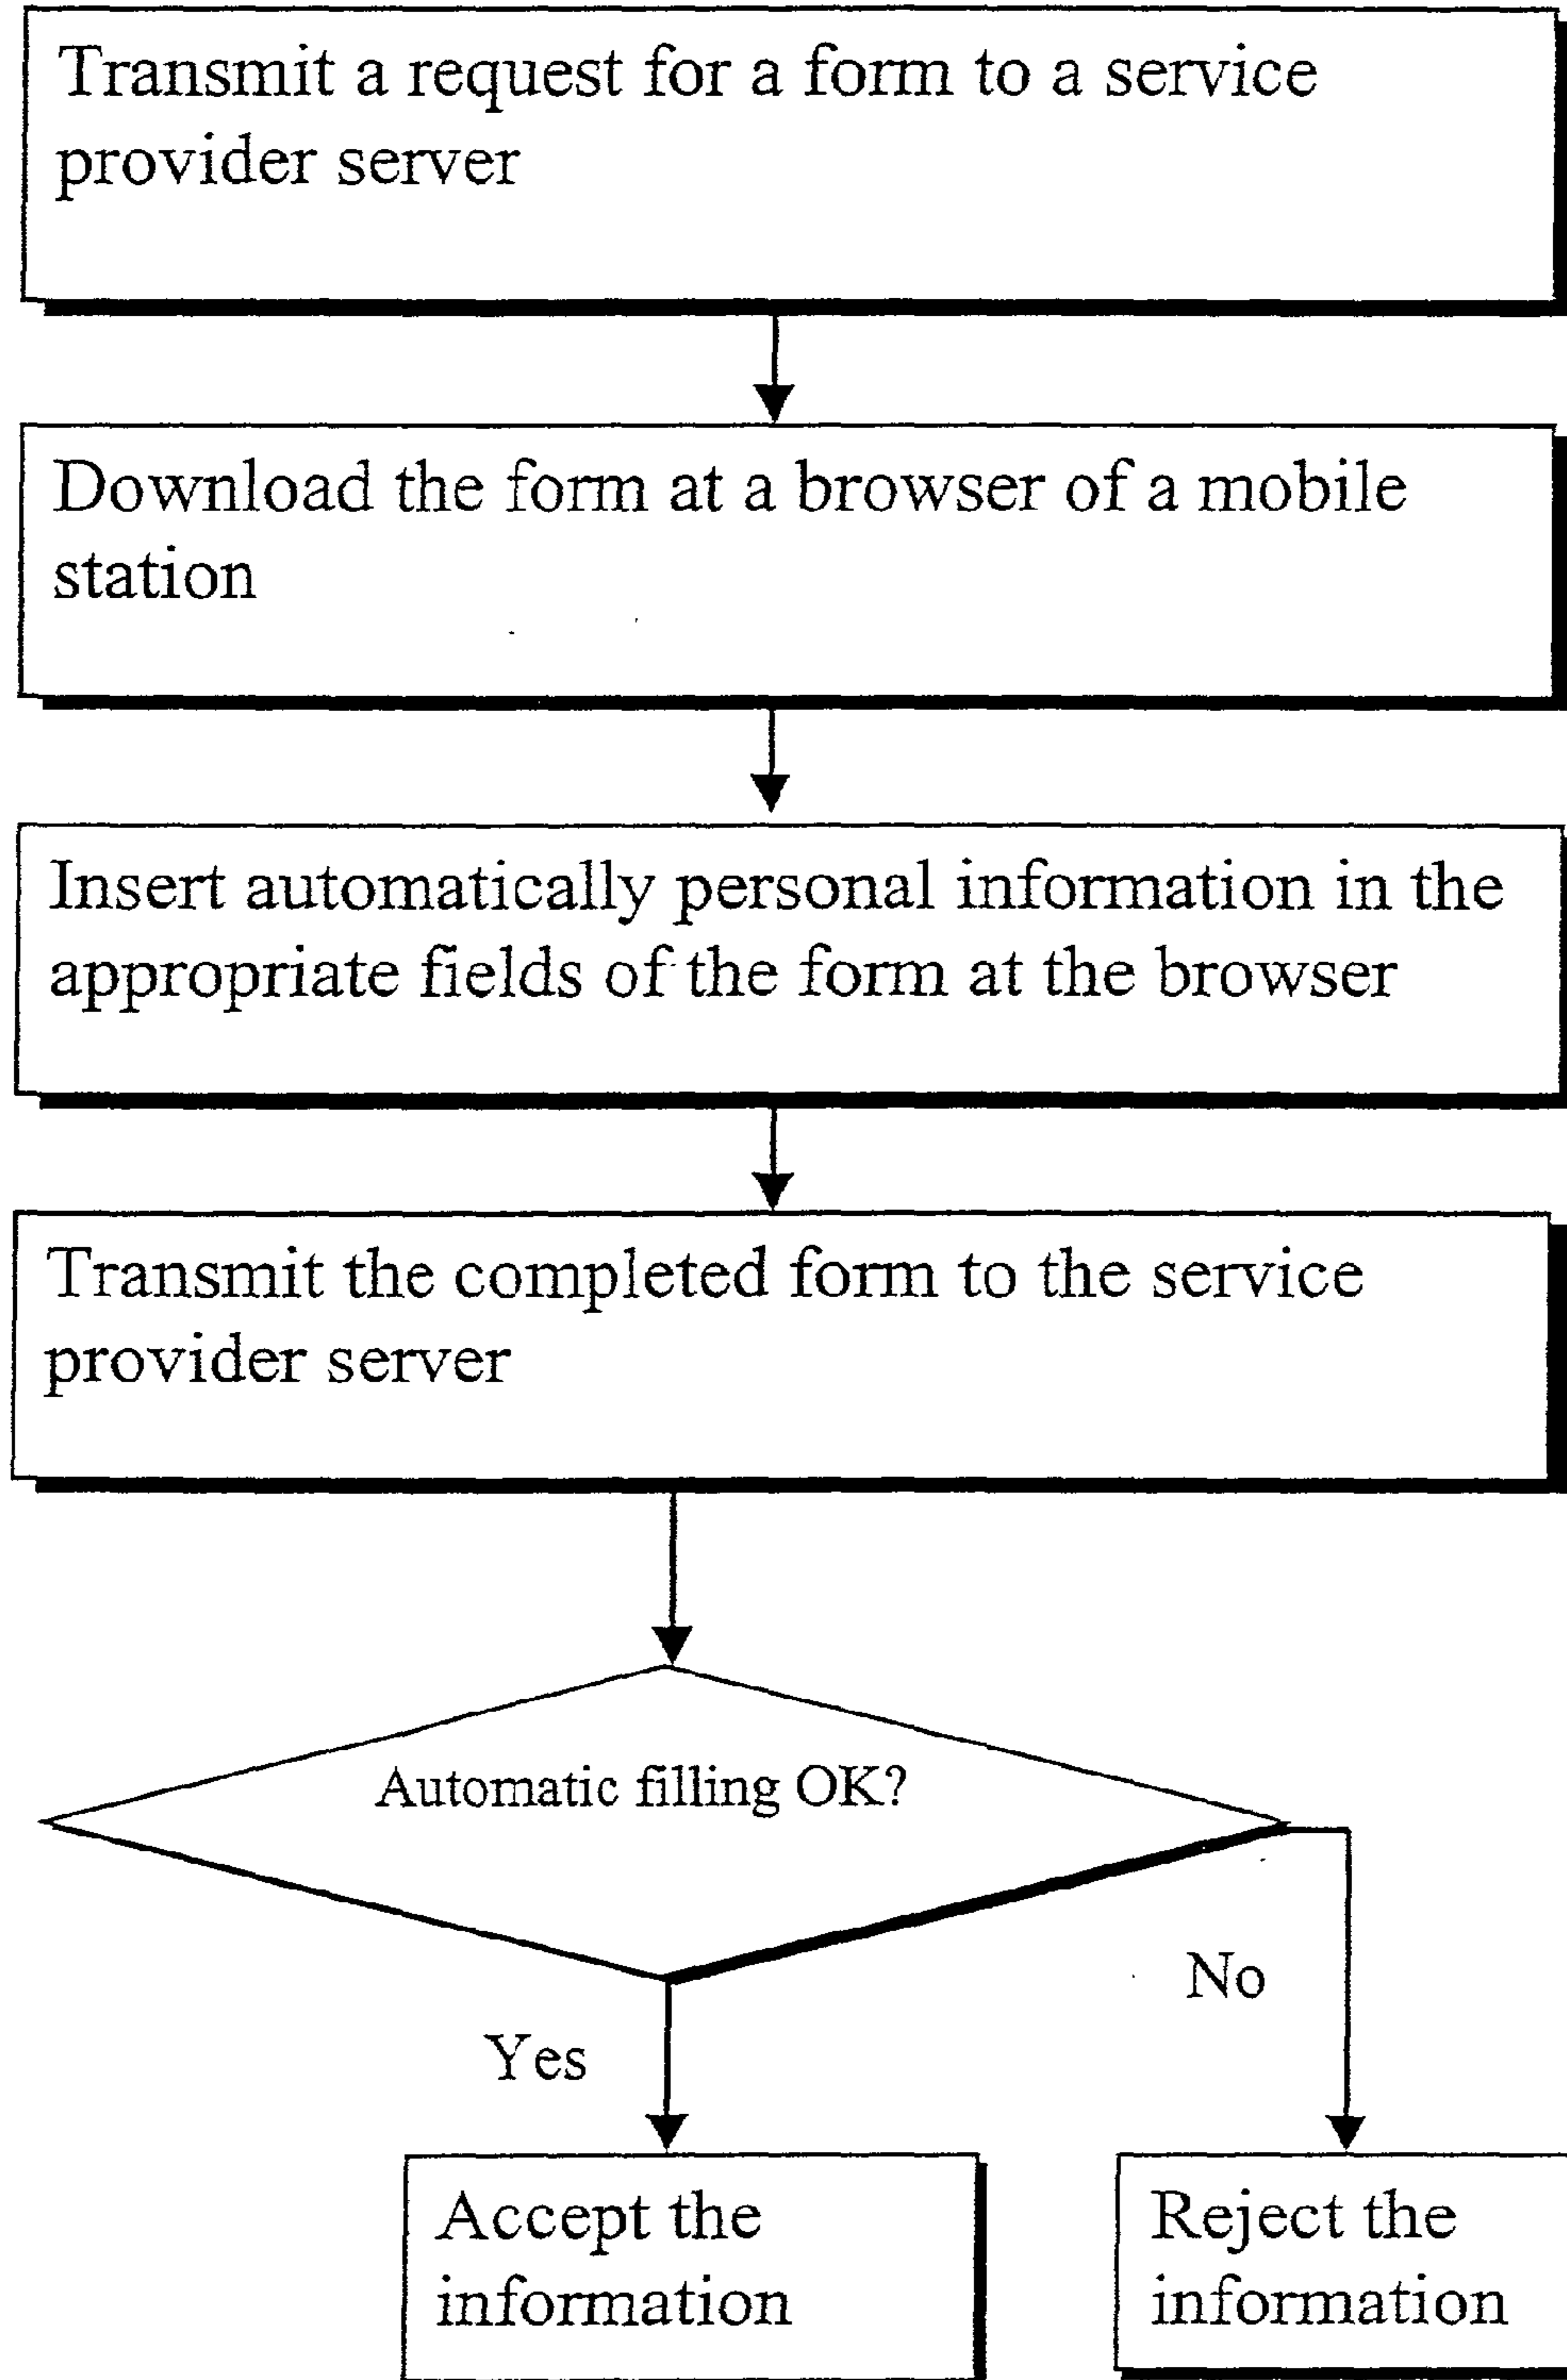 Transmit a request for a form to a service
provider server
Download the form at a browser of a mobile
station
Insert automatically personal information in the
appropriate fields of the form at the browser
Transmit the completed form to the service
provider server
Automatic filling OK?
No
Yes
Accept the
information
Reject the
information